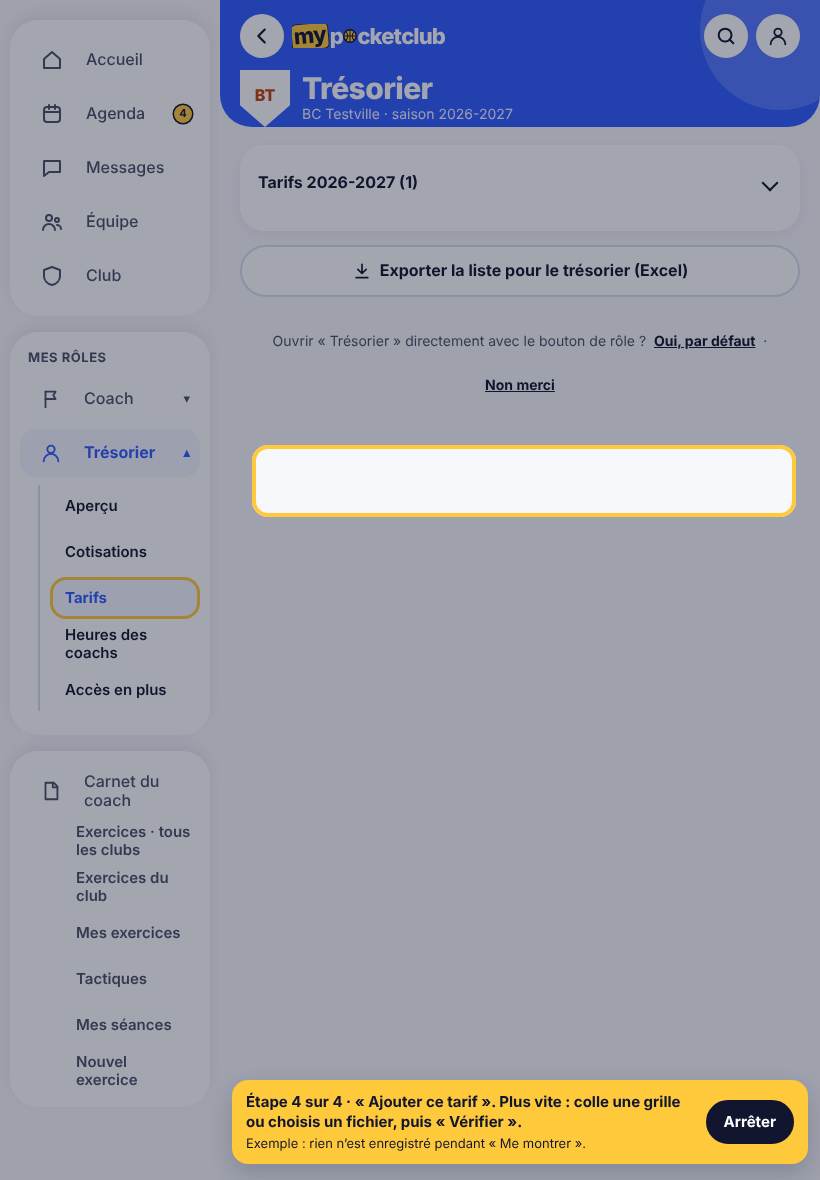 Accueil
Agenda
4
Messages
Équipe
Club
MES RÔLES
Coach
Trésorier
Aperçu
Cotisations
Tarifs
Heures des
coachs
Accès en plus
Carnet du
coach
Exercices · tous
les clubs
Exercices du
club
Mes exercices
Tactiques
Mes séances
Nouvel
exercice
mypocketclub
BT
Trésorier
BC Testville · saison 2026-2027
Tarifs 2026-2027 (1)
Exporter la liste pour le trésorier (Excel)
Ouvrir « Trésorier » directement avec le bouton de rôle ? Oui, par défaut ·
Non merci
Étape 4 sur 4 · « Ajouter ce tarif ». Plus vite : colle une grille
ou choisis un fichier, puis « Vérifier ».
Exemple : rien n’est enregistré pendant « Me montrer ».
Arrêter